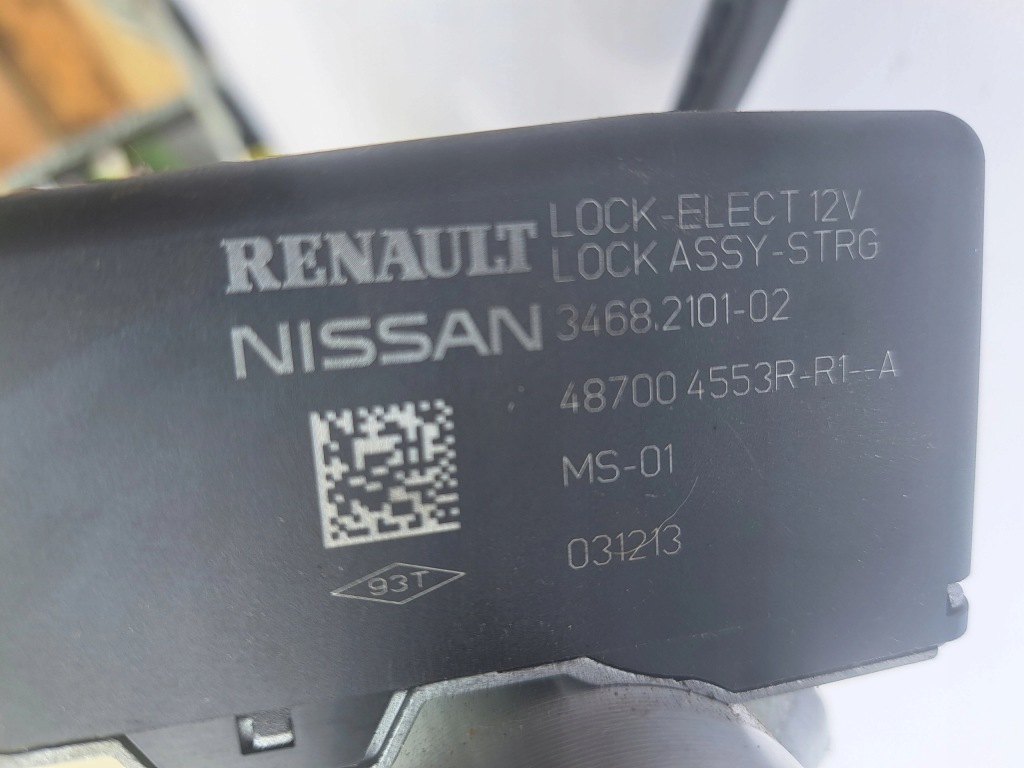 RENAULT
NISSAN
LOCK-ELECT 12V
LOCK ASSY-STRG
3468.2101-02
48700 4553R-R1--A
MS-01
031213
93T